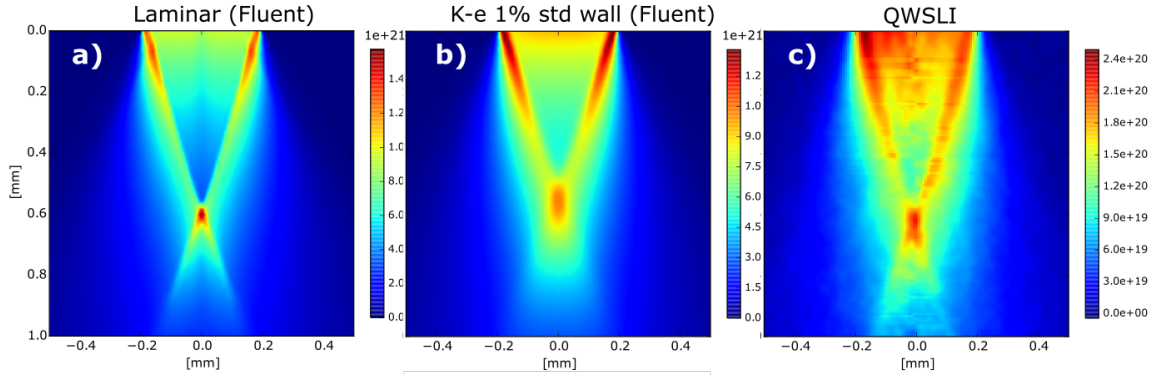 Laminar (Fluent)
K-e 1% std wall (Fluent)
QWSLI
1e+21
1e+21
a)
b)
c)
0.0
0.2
0.4
0.6
0.8
1.0
[mm]
−0.4 −0.2 0.0 0.2 0.4
[mm]
1.4
1.2
1.0
8.0
6.0
4.0
2.0
0.0
−0.4 −0.2 0.0 0.2 0.4
[mm]
1.2
1.0
9.0
7.5
6.0
4.5
3.0
1.5
0.0
−0.4 −0.2 0.0 0.2 0.4
[mm]
2.4e+20
2.1e+20
1.8e+20
1.5e+20
1.2e+20
9.0e+19
6.0e+19
3.0e+19
0.0e+00